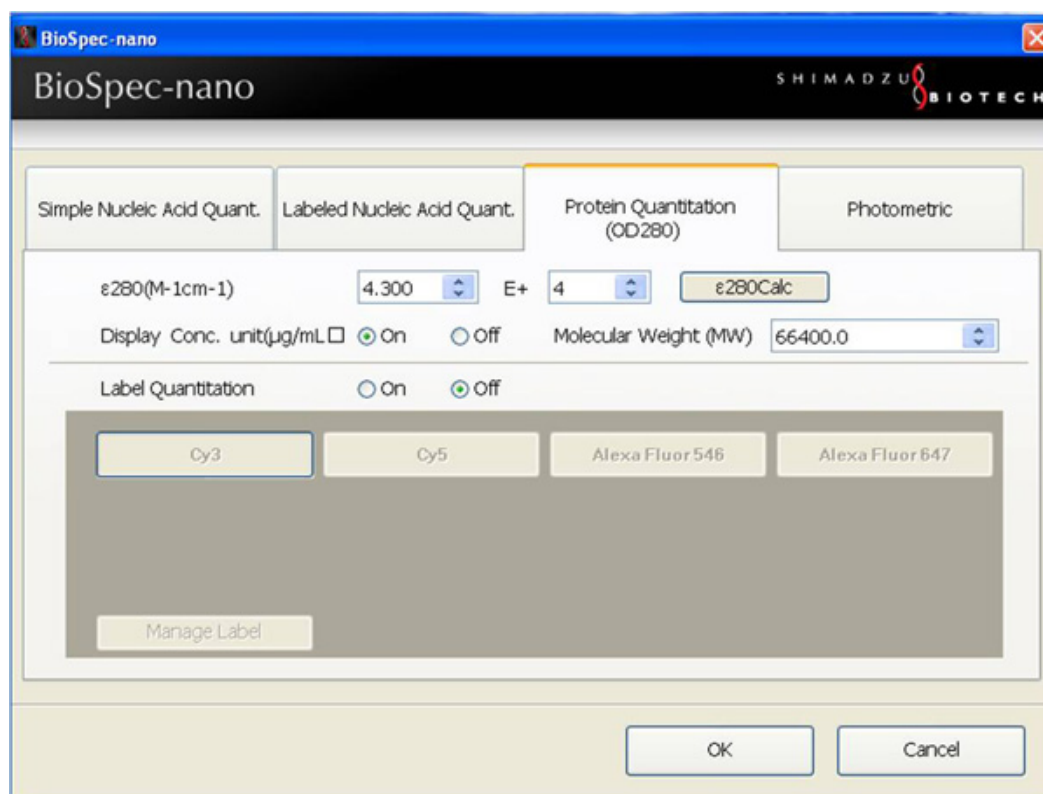 BioSpec-nano
BioSpec-nano
SHIMADZU
BIOTECH
Simple Nucleic Acid Quant.
Labeled Nucleic Acid Quant.
Protein Quantitation
(OD280)
Photometric
ε280(M-1cm-1) 4.300 E+ 4 ε280Calc
Display Conc. unit(µg/mL□ On Off Molecular Weight (MW) 66400.0
Label Quantitation On Off
Cy3 Cy5 Alexa Fluor 546 Alexa Fluor 647
Manage Label
OK Cancel